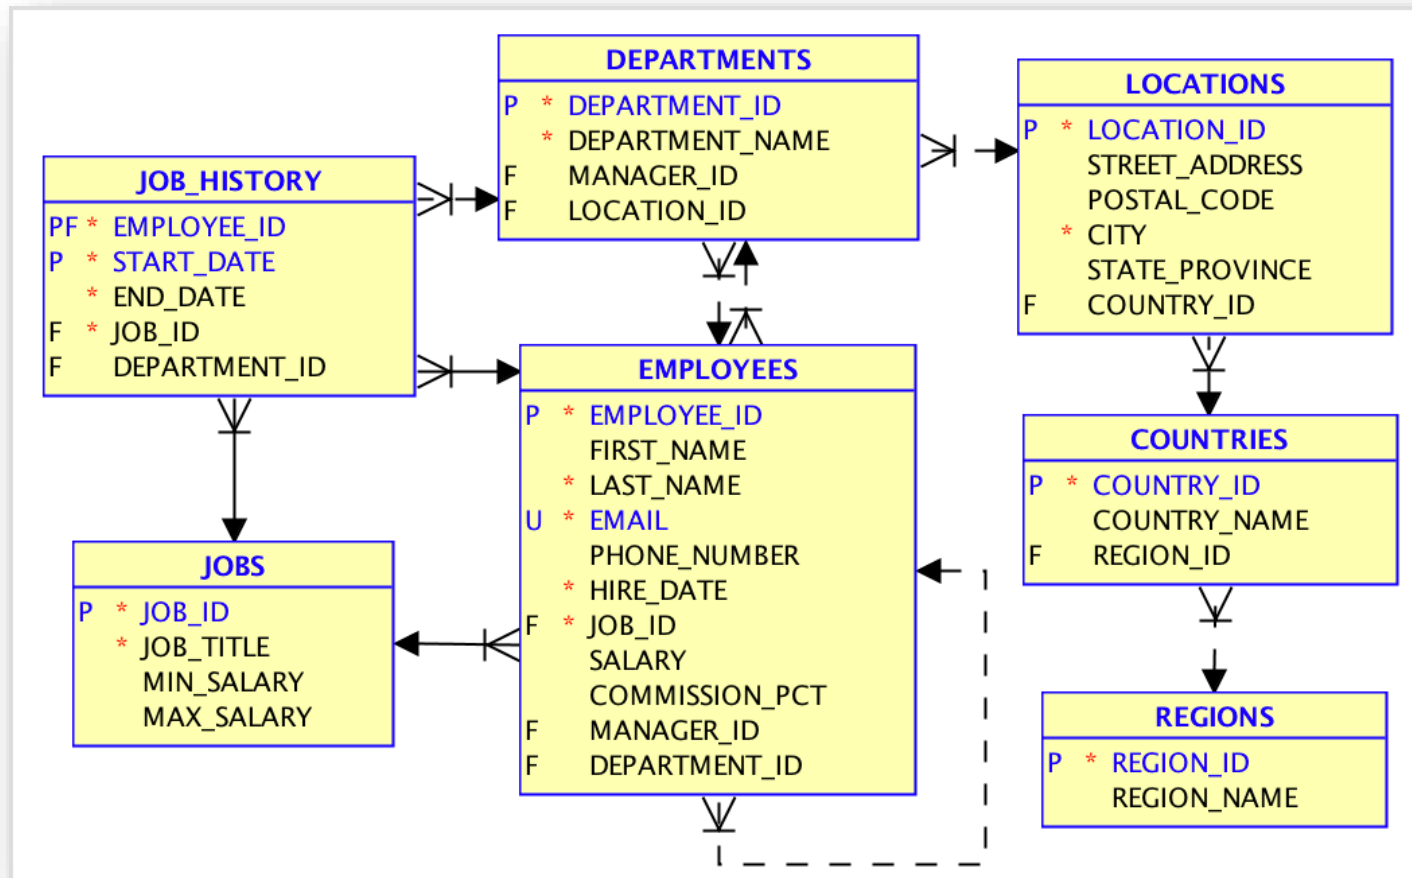 DEPARTMENTS
P * DEPARTMENT_ID
* DEPARTMENT_NAME
F MANAGER_ID
F LOCATION_ID
LOCATIONS
P * LOCATION_ID
STREET_ADDRESS
POSTAL_CODE
* CITY
STATE_PROVINCE
F COUNTRY_ID
JOB_HISTORY
PF * EMPLOYEE_ID
P * START_DATE
* END_DATE
F * JOB_ID
F DEPARTMENT_ID
EMPLOYEES
P * EMPLOYEE_ID
FIRST_NAME
* LAST_NAME
U * EMAIL
PHONE_NUMBER
* HIRE_DATE
F * JOB_ID
SALARY
COMMISSION_PCT
F MANAGER_ID
F DEPARTMENT_ID
COUNTRIES
P * COUNTRY_ID
COUNTRY_NAME
F REGION_ID
JOBS
P * JOB_ID
* JOB_TITLE
MIN_SALARY
MAX_SALARY
REGIONS
P * REGION_ID
REGION_NAME